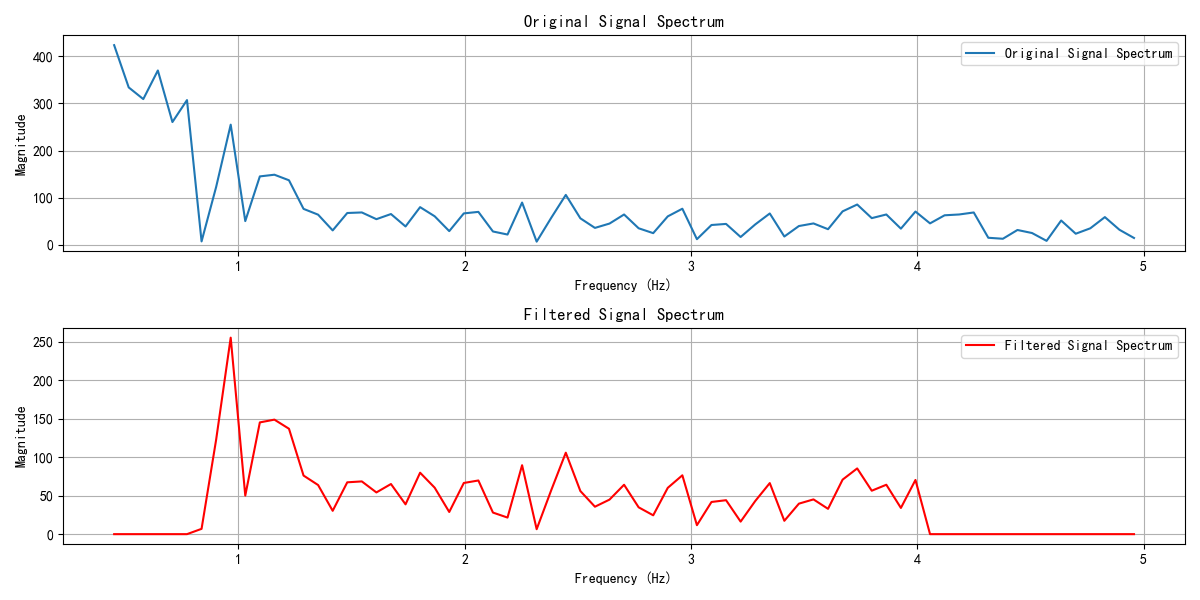 Original Signal Spectrum
Original Signal Spectrum
400
300
200
100
0
Magnitude
1
2
3
4
5
Frequency (Hz)
Filtered Signal Spectrum
Filtered Signal Spectrum
250
200
150
100
50
0
Magnitude
1
2
3
4
5
Frequency (Hz)